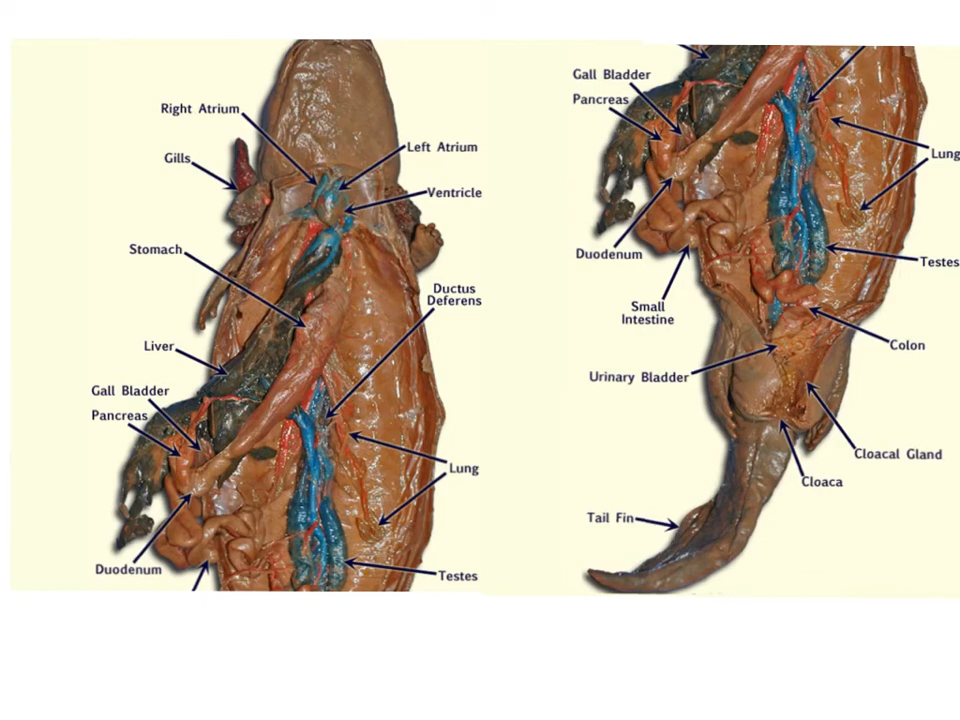 Right Atrium
Gills
Left Atrium
Ventricle
Stomach
Ductus
Deferens
Liver
Gall Bladder
Pancreas
Lung
Duodenum
Testes
Gall Bladder
Pancreas
Lung
Duodenum
Testes
Small
Intestine
Colon
Urinary Bladder
Cloacal Gland
Cloaca
Tail Fin